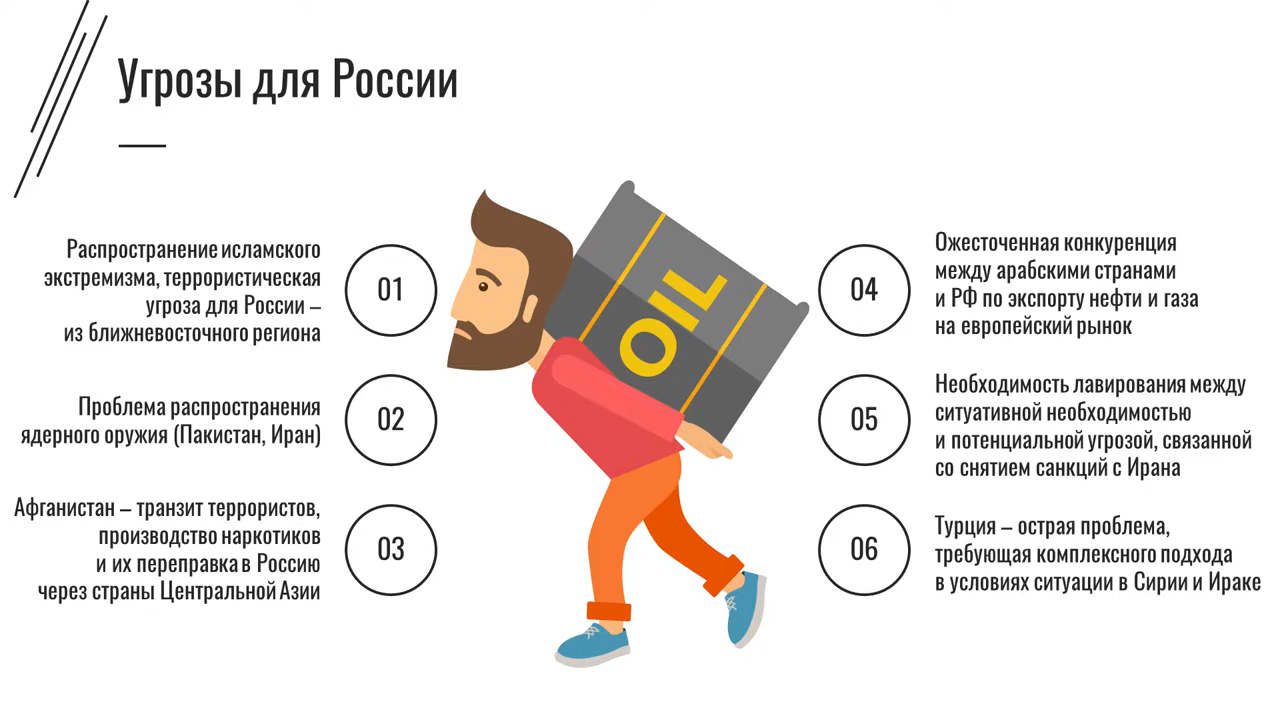 Угрозы для России
Распространение исламского
экстремизма, террористическая
угроза для России –
из ближневосточного региона
01
Проблема распространения
ядерного оружия (Пакистан, Иран)
02
Афганистан – транзит террористов,
производство наркотиков
и их переправка в Россию
через страны Центральной Азии
03
OIL
04
Ожесточенная конкуренция
между арабскими странами
и РФ по экспорту нефти и газа
на европейский рынок
05
Необходимость лавирования между
ситуативной необходимостью
и потенциальной угрозой, связанной
со снятием санкций с Ирана
06
Турция – острая проблема,
требующая комплексного подхода
в условиях ситуации в Сирии и Ираке